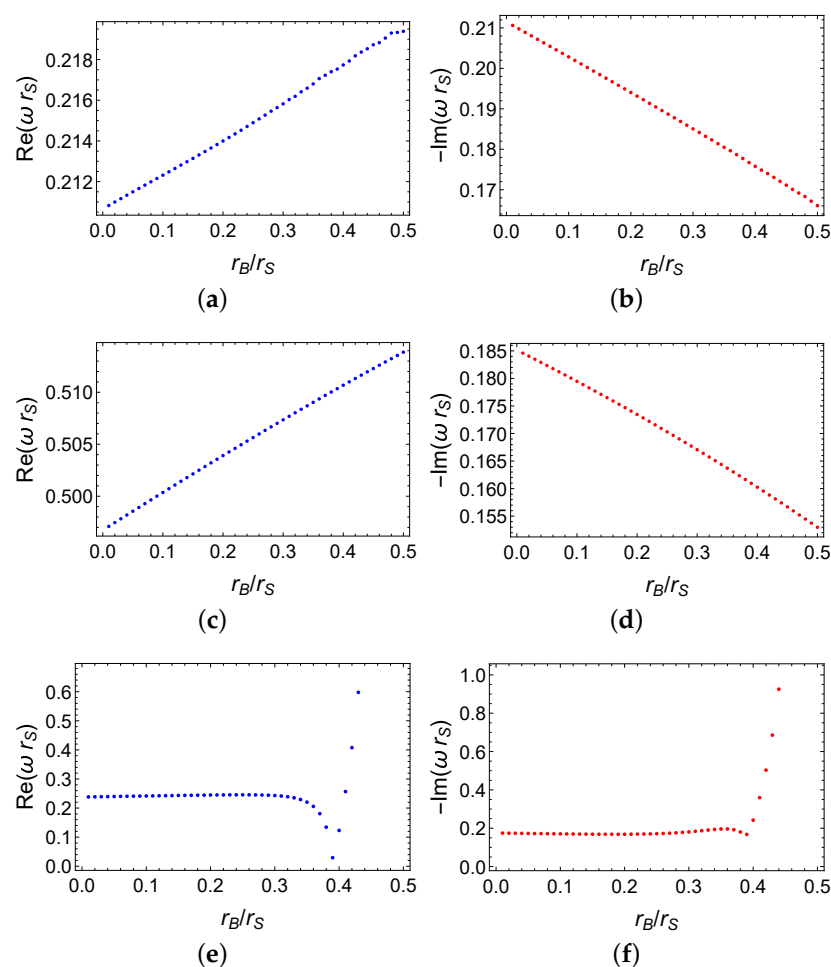 0.218
0.216
0.214
0.212
Re(ω r_S)
0.0 0.1 0.2 0.3 0.4 0.5
r_B/r_S
(a)
0.21
0.20
0.19
0.18
0.17
−Im(ω r_S)
0.0 0.1 0.2 0.3 0.4 0.5
r_B/r_S
(b)
0.510
0.505
0.500
Re(ω r_S)
0.0 0.1 0.2 0.3 0.4 0.5
r_B/r_S
(c)
0.185
0.180
0.175
0.170
0.165
0.160
0.155
−Im(ω r_S)
0.0 0.1 0.2 0.3 0.4 0.5
r_B/r_S
(d)
0.6
0.5
0.4
0.3
0.2
0.1
0.0
Re(ω r_S)
0.0 0.1 0.2 0.3 0.4 0.5
r_B/r_S
(e)
1.0
0.8
0.6
0.4
0.2
0.0
−Im(ω r_S)
0.0 0.1 0.2 0.3 0.4 0.5
r_B/r_S
(f)